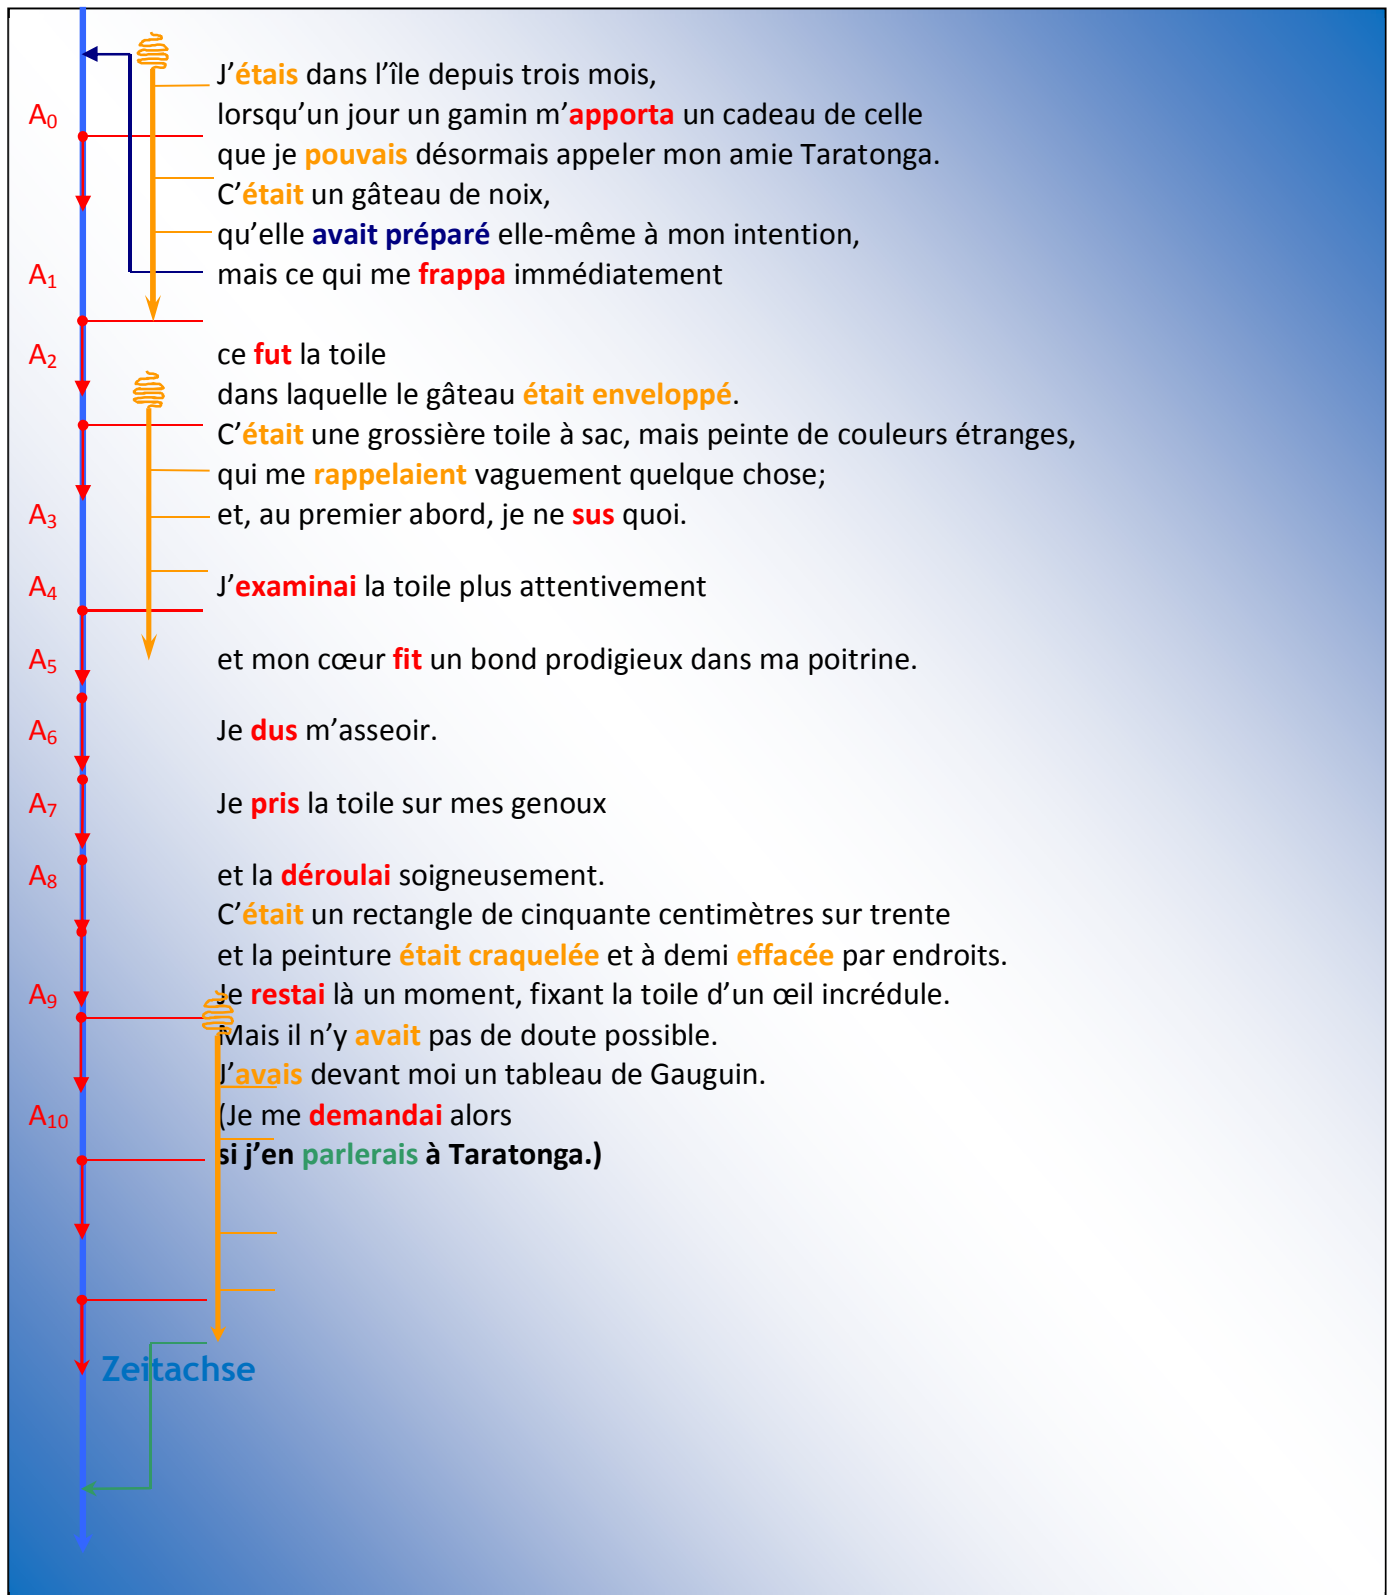 J’étais dans l’île depuis trois mois,
A0 lorsqu’un jour un gamin m’apporta un cadeau de celle
que je pouvais désormais appeler mon amie Taratonga.
C’était un gâteau de noix,
qu’elle avait préparé elle-même à mon intention,
A1 mais ce qui me frappa immédiatement
A2 ce fut la toile
dans laquelle le gâteau était enveloppé.
C’était une grossière toile à sac, mais peinte de couleurs étranges,
qui me rappelaient vaguement quelque chose;
A3 et, au premier abord, je ne sus quoi.
A4 J’examinai la toile plus attentivement
A5 et mon cœur fit un bond prodigieux dans ma poitrine.
A6 Je dus m’asseoir.
A7 Je pris la toile sur mes genoux
A8 et la déroulai soigneusement.
C’était un rectangle de cinquante centimètres sur trente
et la peinture était craquelée et à demi effacée par endroits.
A9 Je restai là un moment, fixant la toile d’un œil incrédule.
Mais il n’y avait pas de doute possible.
J’avais devant moi un tableau de Gauguin.
A10 (Je me demandai alors
si j’en parlerais à Taratonga.)
Zeitachse